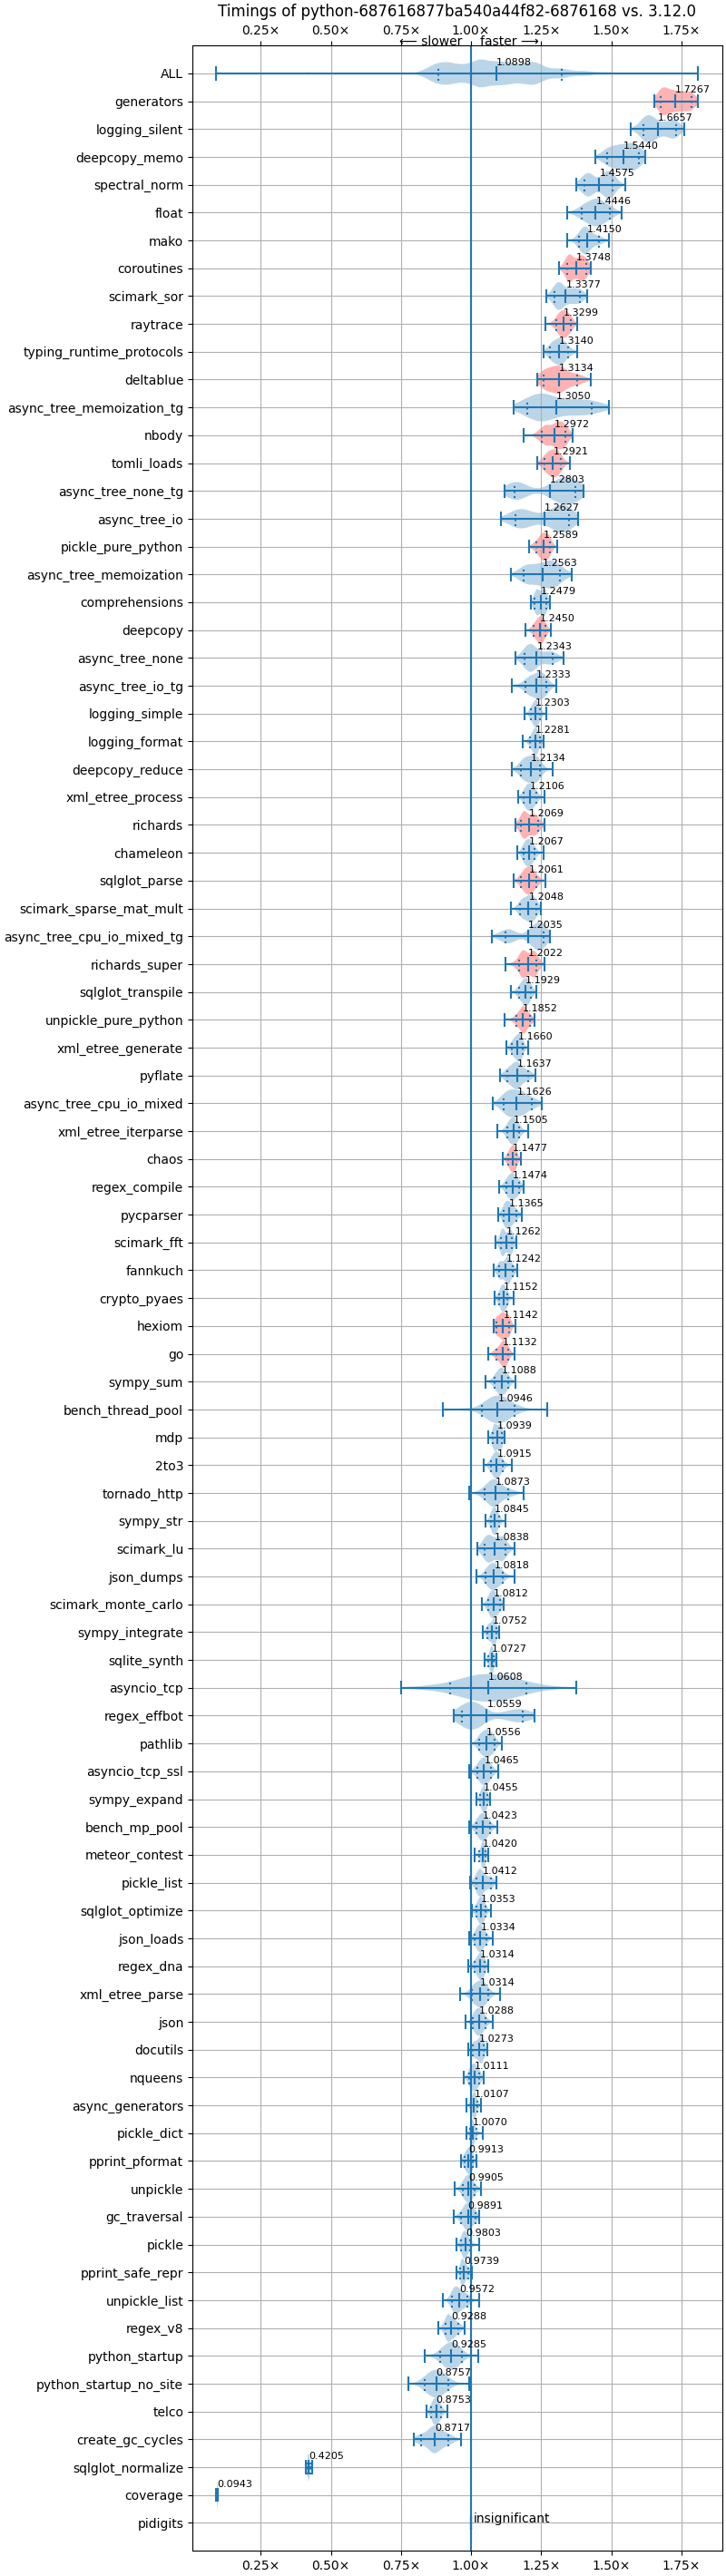 Timings of python-687616877ba540a44f82-6876168 vs. 3.12.0
0.25× 0.50× 0.75× 1.00× 1.25× 1.50× 1.75×
⟵ slower faster ⟶
ALL 1.0898
generators 1.7267
logging_silent 1.6657
deepcopy_memo 1.5440
spectral_norm 1.4575
float 1.4446
mako 1.4150
coroutines 1.3748
scimark_sor 1.3377
raytrace 1.3299
typing_runtime_protocols 1.3140
deltablue 1.3134
async_tree_memoization_tg 1.3050
nbody 1.2972
tomli_loads 1.2921
async_tree_none_tg 1.2803
async_tree_io 1.2627
pickle_pure_python 1.2589
async_tree_memoization 1.2563
comprehensions 1.2479
deepcopy 1.2450
async_tree_none 1.2343
async_tree_io_tg 1.2333
logging_simple 1.2303
logging_format 1.2281
deepcopy_reduce 1.2134
xml_etree_process 1.2106
richards 1.2069
chameleon 1.2067
sqlglot_parse 1.2061
scimark_sparse_mat_mult 1.2048
async_tree_cpu_io_mixed_tg 1.2035
richards_super 1.2022
sqlglot_transpile 1.1929
unpickle_pure_python 1.1852
xml_etree_generate 1.1660
pyflate 1.1637
async_tree_cpu_io_mixed 1.1626
xml_etree_iterparse 1.1505
chaos 1.1477
regex_compile 1.1474
pycparser 1.1365
scimark_fft 1.1262
fannkuch 1.1242
crypto_pyaes 1.1152
hexiom 1.1142
go 1.1132
sympy_sum 1.1088
bench_thread_pool 1.0946
mdp 1.0939
2to3 1.0915
tornado_http 1.0873
sympy_str 1.0845
scimark_lu 1.0838
json_dumps 1.0818
scimark_monte_carlo 1.0812
sympy_integrate 1.0752
sqlite_synth 1.0727
asyncio_tcp 1.0608
regex_effbot 1.0559
pathlib 1.0556
asyncio_tcp_ssl 1.0465
sympy_expand 1.0455
bench_mp_pool 1.0423
meteor_contest 1.0420
pickle_list 1.0412
sqlglot_optimize 1.0353
json_loads 1.0334
regex_dna 1.0314
xml_etree_parse 1.0314
json 1.0288
docutils 1.0273
nqueens 1.0111
async_generators 1.0107
pickle_dict 1.0070
pprint_pformat 0.9913
unpickle 0.9905
gc_traversal 0.9891
pickle 0.9803
pprint_safe_repr 0.9739
unpickle_list 0.9572
regex_v8 0.9288
python_startup 0.9285
python_startup_no_site 0.8757
telco 0.8753
create_gc_cycles 0.8717
sqlglot_normalize 0.4205
coverage 0.0943
pidigits insignificant
0.25× 0.50× 0.75× 1.00× 1.25× 1.50× 1.75×